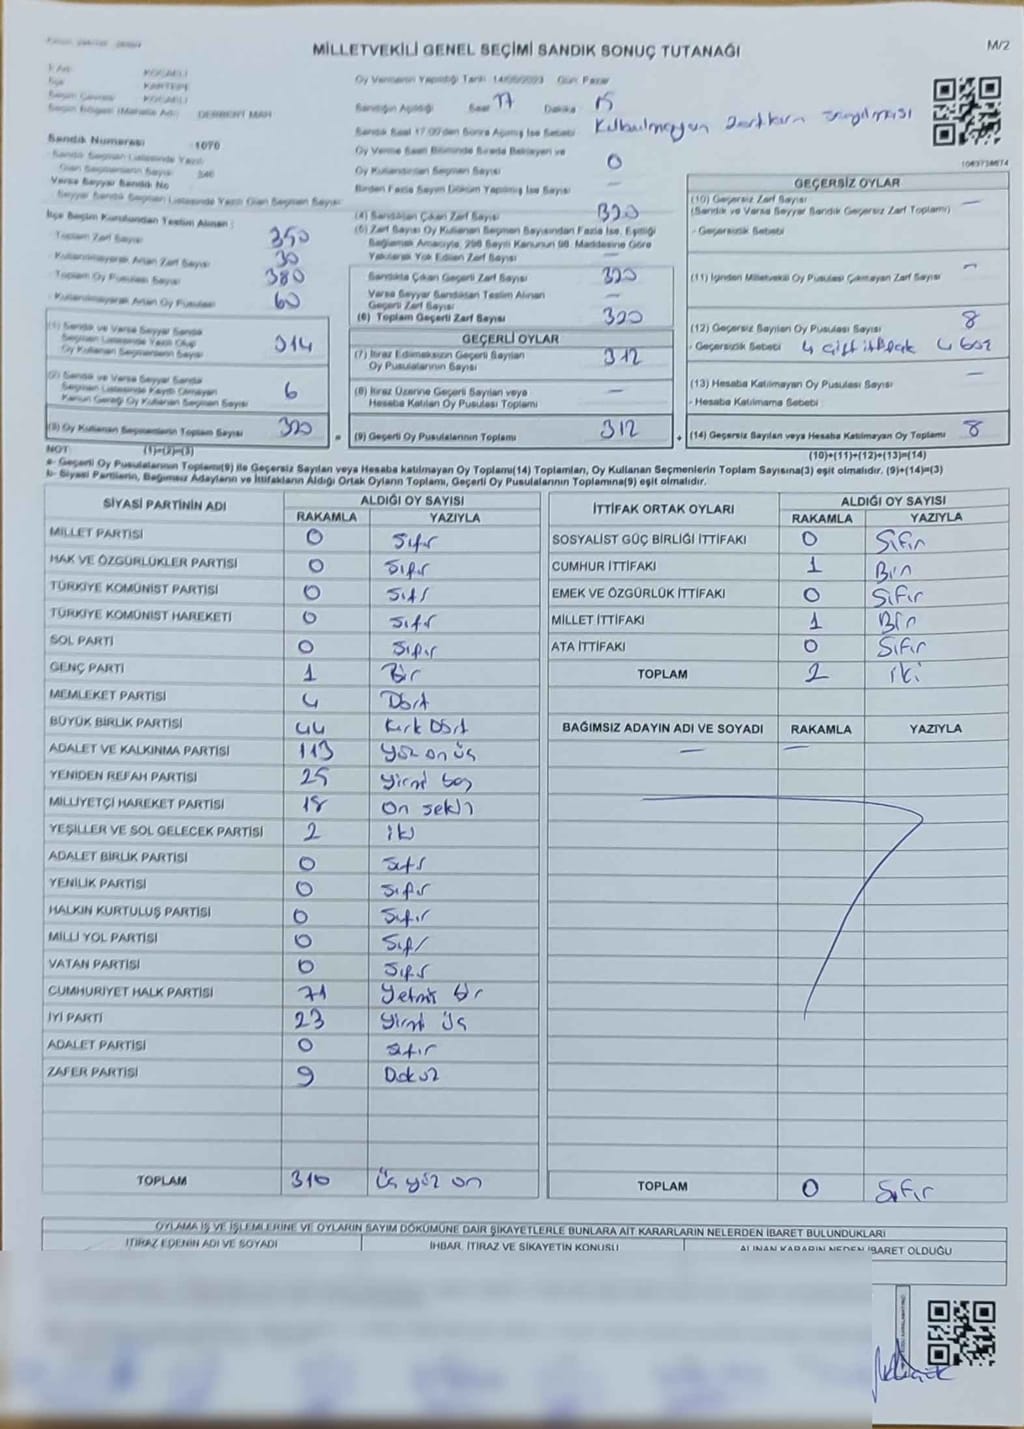 MİLLETVEKİLİ GENEL SEÇİMİ SANDIK SONUÇ TUTANAĞI
M/2
KOCAELİ
KARTEPE
KOCAELİ
Seçim Bölgesi (Mahalle Adı) : DERBENT MAH
Oy Vermenin Yapıldığı Tarih: 14/05/2023 Gün: Pazar
Sandığın Açıldığı Saat 17 Dakika 15
Sandık Saat 17:00'den Sonra Açılmış İse Sebebi Kullanılmayan zarfların sayılması
Oy Verme Saati Bitiminde Sırada Bekleyen ve
Oy Kullandırılan Seçmen Sayısı 0
Birden Fazla Sayım Döküm Yapılmış İse Sayısı —
1063738674
Sandık Numarası : 1070
Sandık Seçmen Listesinde Yazılı
Olan Seçmenlerin Sayısı 346
Varsa Seyyar Sandık No
Seyyar Sandık Seçmen Listesinde Yazılı Olan Seçmen Sayısı:
İlçe Seçim Kurulundan Teslim Alınan :
- Toplam Zarf Sayısı 350
- Kullanılmayarak Artan Zarf Sayısı 30
- Toplam Oy Pusulası 380
- Kullanılmayarak Artan Oy Pusulası 60
(1) Sandık ve Varsa Seyyar Sandık
Seçmen Listesinde Yazılı Olup
Oy Kullanan Seçmenlerin Sayısı 314
(2) Sandık ve Varsa Seyyar Sandık
Seçmen Listesinde Kaydı Olmayan
Kanun Gereği Oy Kullanan Seçmen Sayısı 6
(3) Oy Kullanan Seçmenlerin Toplam Sayısı 320
(4) Sandıktan Çıkan Zarf Sayısı 320
(5) Zarf Sayısı Oy Kullanan Seçmen Sayısından Fazla İse, Eşitliği
Sağlamak Amacıyla, 298 Sayılı Kanunun 98. Maddesine Göre
Yakılarak Yok Edilen Zarf Sayısı —
Sandıkta Çıkan Geçerli Zarf Sayısı 320
Varsa Seyyar Sandıktan Teslim Alınan
Geçerli Zarf Sayısı —
(6) Toplam Geçerli Zarf Sayısı 320
GEÇERLİ OYLAR
(7) İtiraz Edilmeksizin Geçerli Sayılan
Oy Pusulalarının Sayısı 312
(8) İtiraz Üzerine Geçerli Sayılan veya
Hesaba Katılan Oy Pusulası Toplamı —
= (9) Geçerli Oy Pusulalarının Toplamı 312
GEÇERSİZ OYLAR
(10) Geçersiz Zarf Sayısı —
(Sandık ve Varsa Seyyar Sandık Geçersiz Zarf Toplamı)
- Geçersizlik Sebebi
(11) İçinden Milletvekili Oy Pusulası Çıkmayan Zarf Sayısı —
(12) Geçersiz Sayılan Oy Pusulası Sayısı 8
- Geçersizlik Sebebi 4 çift ittifak 4 boş
(13) Hesaba Katılmayan Oy Pusulası Sayısı —
- Hesaba Katılmama Sebebi
+ (14) Geçersiz Sayılan veya Hesaba Katılmayan Oy Toplamı 8
NOT: (1)+(2)=(3)
(10)+(11)+(12)+(13)=(14)
a- Geçerli Oy Pusulalarının Toplamı(9) ile Geçersiz Sayılan veya Hesaba katılmayan Oy Toplamı(14) Toplamları, Oy Kullanan Seçmenlerin Toplam Sayısına(3) eşit olmalıdır. (9)+(14)=(3)
b- Siyasi Partilerin, Bağımsız Adayların ve İttifakların Aldığı Ortak Oyların Toplamı, Geçerli Oy Pusulalarının Toplamına(9) eşit olmalıdır.
SİYASİ PARTİNİN ADI ALDIĞI OY SAYISI
RAKAMLA YAZIYLA
MİLLET PARTİSİ 0 Sıfır
HAK VE ÖZGÜRLÜKLER PARTİSİ 0 Sıfır
TÜRKİYE KOMÜNİST PARTİSİ 0 Sıfır
TÜRKİYE KOMÜNİST HAREKETİ 0 Sıfır
SOL PARTİ 0 Sıfır
GENÇ PARTİ 1 Bir
MEMLEKET PARTİSİ 4 Dört
BÜYÜK BİRLİK PARTİSİ 44 Kırk Dört
ADALET VE KALKINMA PARTİSİ 113 Yüz on üç
YENİDEN REFAH PARTİSİ 25 Yirmi beş
MİLLİYETÇİ HAREKET PARTİSİ 18 On sekiz
YEŞİLLER VE SOL GELECEK PARTİSİ 2 iki
ADALET BİRLİK PARTİSİ 0 Sıfır
YENİLİK PARTİSİ 0 Sıfır
HALKIN KURTULUŞ PARTİSİ 0 Sıfır
MİLLİ YOL PARTİSİ 0 Sıfır
VATAN PARTİSİ 0 Sıfır
CUMHURİYET HALK PARTİSİ 71 Yetmiş bir
İYİ PARTİ 23 Yirmi üç
ADALET PARTİSİ 0 Sıfır
ZAFER PARTİSİ 9 Dokuz
TOPLAM 310 üç yüz on
İTTİFAK ORTAK OYLARI ALDIĞI OY SAYISI
RAKAMLA YAZIYLA
SOSYALİST GÜÇ BİRLİĞİ İTTİFAKI 0 Sıfır
CUMHUR İTTİFAKI 1 Bir
EMEK VE ÖZGÜRLÜK İTTİFAKI 0 Sıfır
MİLLET İTTİFAKI 1 Bir
ATA İTTİFAKI 0 Sıfır
TOPLAM 2 iki
BAĞIMSIZ ADAYIN ADI VE SOYADI RAKAMLA YAZIYLA
— —
TOPLAM 0 Sıfır
OYLAMA İŞ VE İŞLEMLERİNE VE OYLARIN SAYIM DÖKÜMÜNE DAİR ŞİKAYETLERLE BUNLARA AİT KARARLARIN NELERDEN İBARET BULUNDUKLARI
İTİRAZ EDENİN ADI VE SOYADI İHBAR, İTİRAZ VE ŞİKAYETİN KONUSU ALINAN KARARIN NEDEN İBARET OLDUĞU